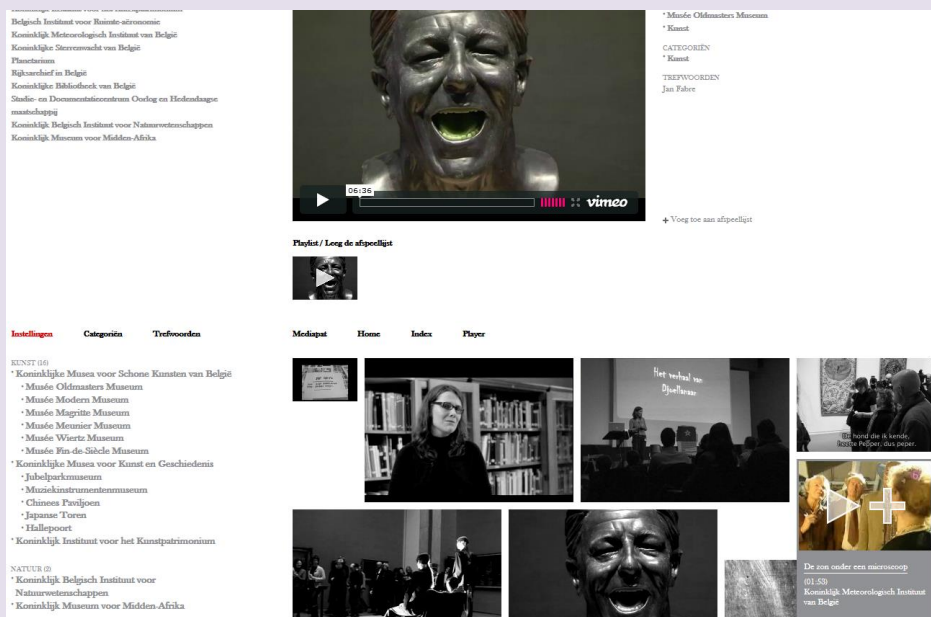 Belgisch Instituut voor Ruimte-aëronomie
Koninklijk Meteorologisch Instituut van België
Koninklijke Sterrenwacht van België
Planetarium
Rijksarchief in België
Koninklijke Bibliotheek van België
Studie- en Documentatiecentrum Oorlog en Hedendaagse
maatschappij
Koninklijk Belgisch Instituut voor Natuurwetenschappen
Koninklijk Museum voor Midden-Afrika
06:36
vimeo
* Musée Oldmasters Museum
* Kunst
CATEGORIËN
* Kunst
TREFWOORDEN
Jan Fabre
+ Voeg toe aan afspeellijst
Playlist / Leeg de afspeellijst
Instellingen Categoriën Trefwoorden
Mediapat Home Index Player
KUNST (16)
* Koninklijke Musea voor Schone Kunsten van België
* Musée Oldmasters Museum
* Musée Modern Museum
* Musée Magritte Museum
* Musée Meunier Museum
* Musée Wiertz Museum
* Musée Fin-de-Siècle Museum
* Koninklijke Musea voor Kunst en Geschiedenis
* Jubelparkmuseum
* Muziekinstrumentenmuseum
* Chinees Paviljoen
* Japanse Toren
* Hallepoort
* Koninklijk Instituut voor het Kunstpatrimonium
NATUUR (2)
* Koninklijk Belgisch Instituut voor
Natuurwetenschappen
* Koninklijk Museum voor Midden-Afrika
Het verhaal van
De hond die ik kende,
heette Peper, dus peper.
De zon onder een microscoop
(01:53)
Koninklijk Meteorologisch Instituut
van België